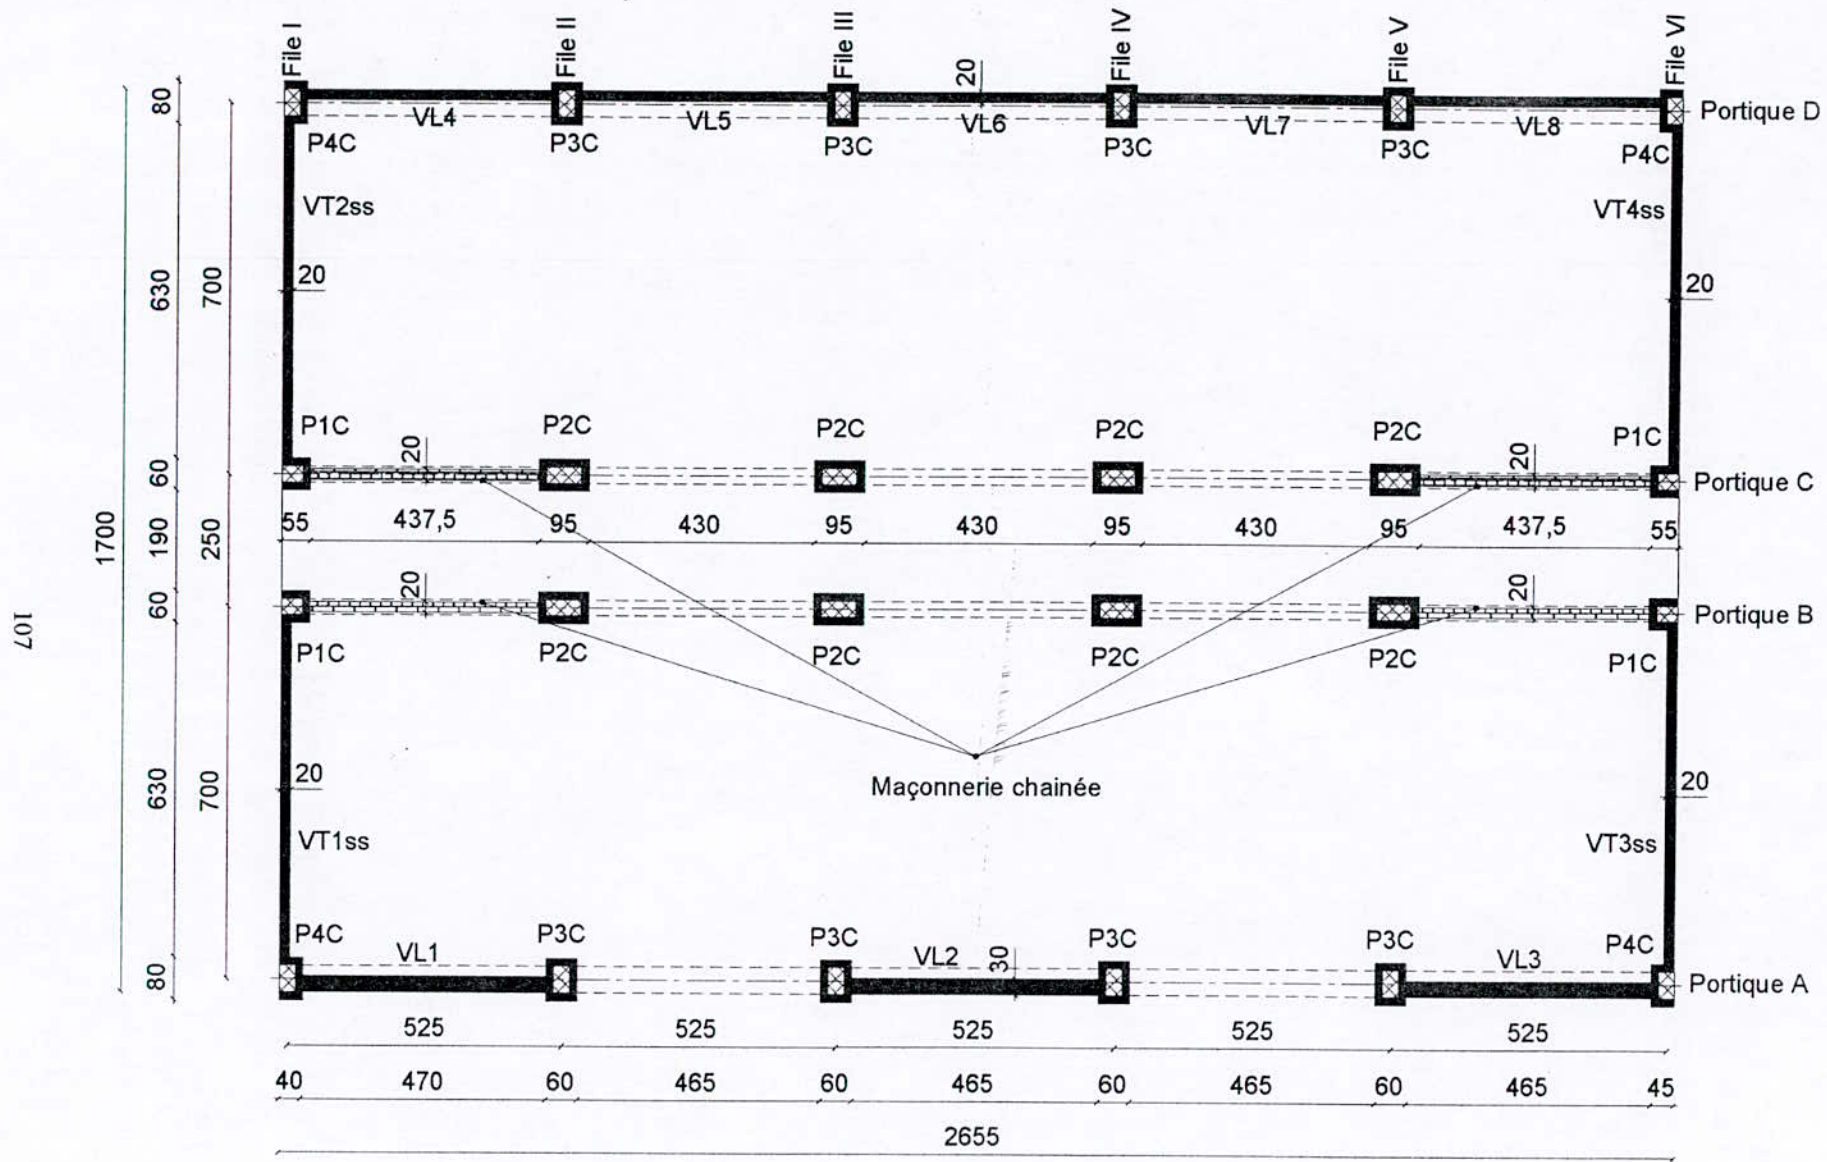 File I
File II
File III
File IV
File V
File VI
20
VL4
VL5
VL6
VL7
VL8
Portique D
P4C
P3C
P3C
P3C
P3C
P4C
VT2ss
VT4ss
20
20
80
630
60
190
60
630
80
700
250
700
1700
P1C
P2C
P2C
P2C
P2C
P1C
20
20
Portique C
55
437,5
95
430
95
430
95
430
95
437,5
55
20
20
Portique B
P1C
P2C
P2C
P2C
P2C
P1C
107
Maçonnerie chainée
20
20
VT1ss
VT3ss
P4C
P3C
P3C
P3C
P3C
P4C
VL1
VL2
30
VL3
Portique A
525
525
525
525
525
40
470
60
465
60
465
60
465
60
465
45
2655